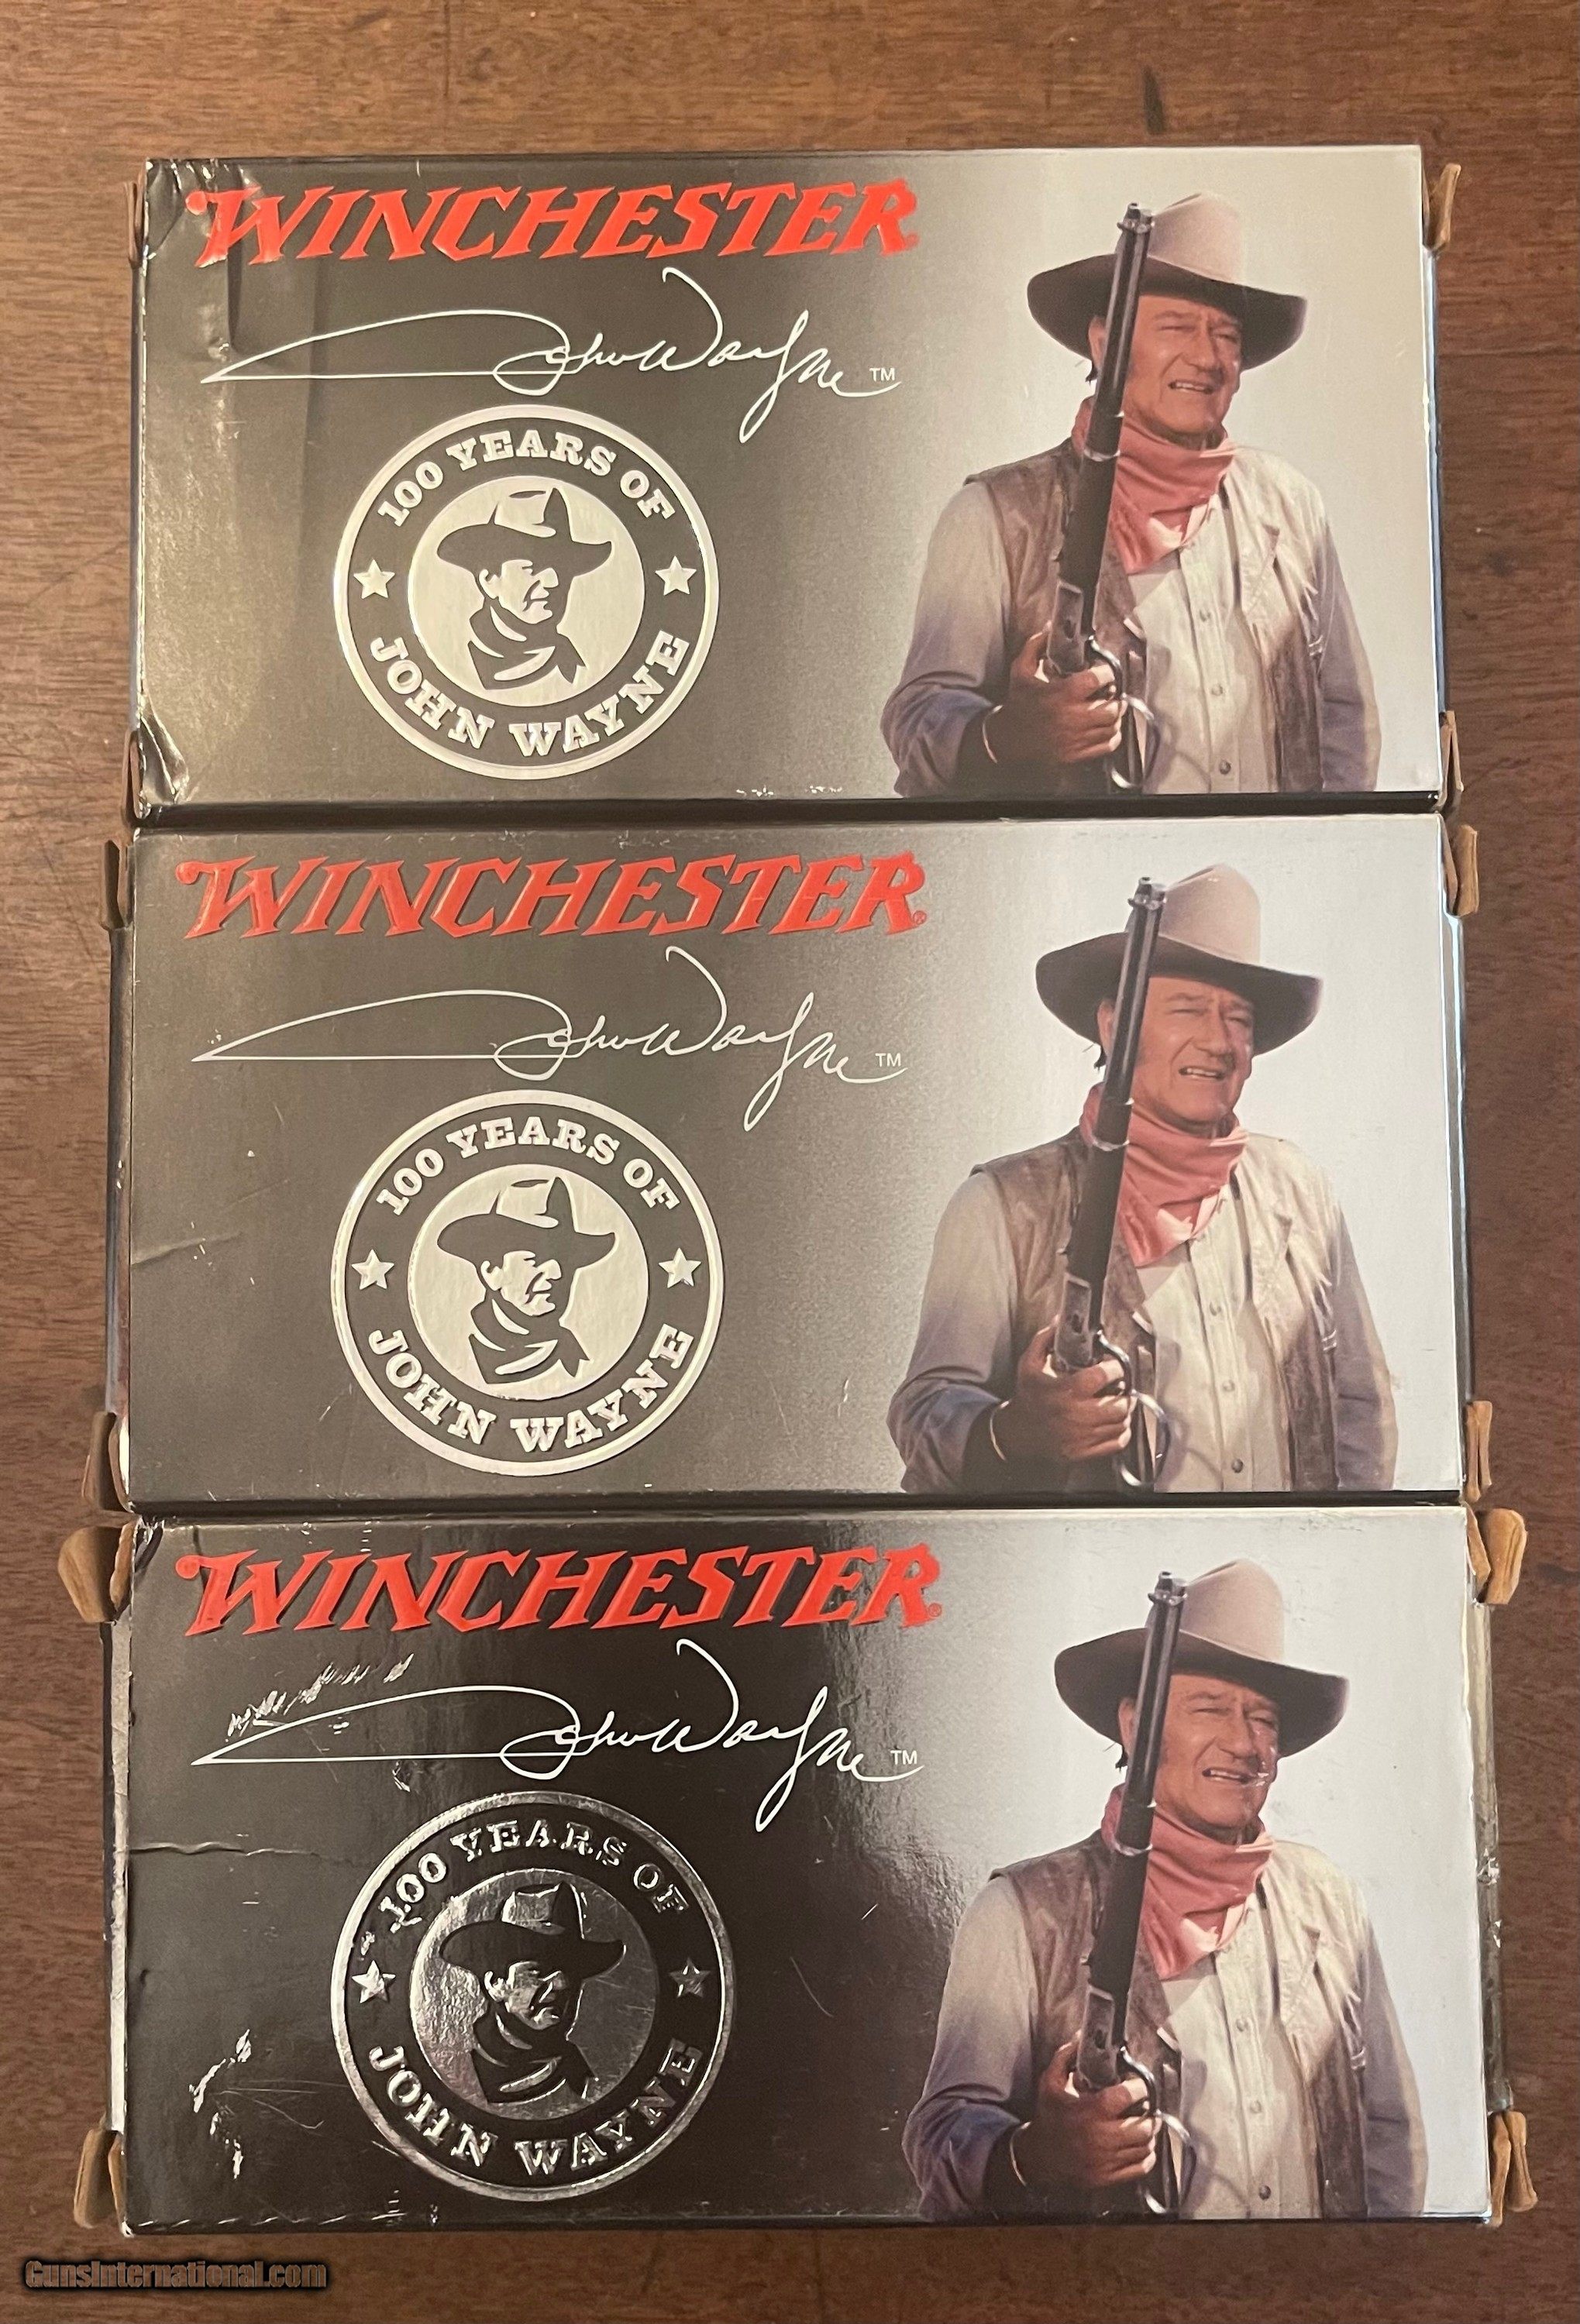 WINCHESTER®
John Wayne™
100 YEARS OF
JOHN WAYNE
WINCHESTER®
John Wayne™
100 YEARS OF
JOHN WAYNE
WINCHESTER®
John Wayne™
100 YEARS OF
JOHN WAYNE
GunsInternational.com